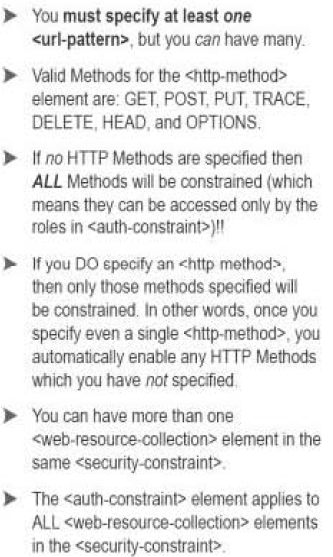 ➤ You must specify at least one
<url-pattern>, but you can have many.
➤ Valid Methods for the <http-method>
element are: GET, POST, PUT, TRACE,
DELETE, HEAD, and OPTIONS.
➤ If no HTTP Methods are specified then
ALL Methods will be constrained (which
means they can be accessed only by the
roles in <auth-constraint>)!!
➤ If you DO specify an <http method>,
then only those methods specified will
be constrained. In other words, once you
specify even a single <http-method>, you
automatically enable any HTTP Methods
which you have not specified.
➤ You can have more than one
<web-resource-collection> element in the
same <security-constraint>.
➤ The <auth-constraint> element applies to
ALL <web-resource-collection> elements
in the <security-constraint>.